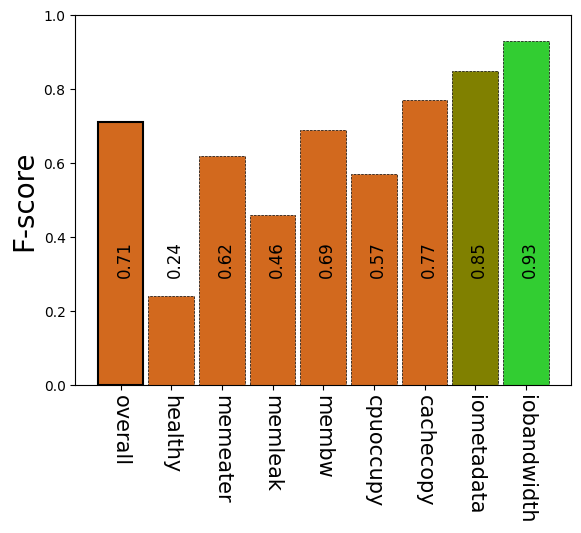 F-score
1.0
0.8
0.6
0.4
0.2
0.0
0.71
0.24
0.62
0.46
0.69
0.57
0.77
0.85
0.93
overall
healthy
memeater
memleak
membw
cpuoccupy
cachecopy
iometadata
iobandwidth